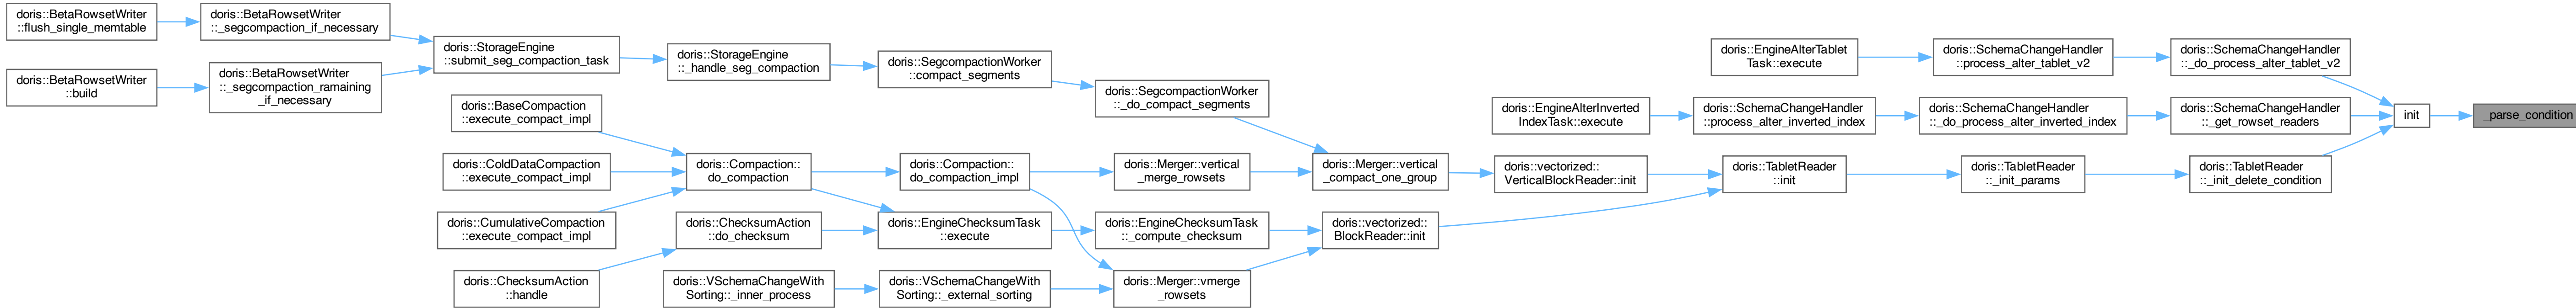 doris::BetaRowsetWriter
::flush_single_memtable
doris::BetaRowsetWriter
::_segcompaction_if_necessary
doris::BetaRowsetWriter
::build
doris::BetaRowsetWriter
::_segcompaction_ramaining
_if_necessary
doris::StorageEngine
::submit_seg_compaction_task
doris::StorageEngine
::_handle_seg_compaction
doris::SegcompactionWorker
::compact_segments
doris::SegcompactionWorker
::_do_compact_segments
doris::BaseCompaction
::execute_compact_impl
doris::ColdDataCompaction
::execute_compact_impl
doris::CumulativeCompaction
::execute_compact_impl
doris::ChecksumAction
::handle
doris::Compaction::
do_compaction
doris::ChecksumAction
::do_checksum
doris::VSchemaChangeWith
Sorting::_inner_process
doris::Compaction::
do_compaction_impl
doris::EngineChecksumTask
::execute
doris::VSchemaChangeWith
Sorting::_external_sorting
doris::Merger::vertical
_merge_rowsets
doris::EngineChecksumTask
::_compute_checksum
doris::Merger::vmerge
_rowsets
doris::Merger::vertical
_compact_one_group
doris::vectorized::
BlockReader::init
doris::vectorized::
VerticalBlockReader::init
doris::EngineAlterTablet
Task::execute
doris::SchemaChangeHandler
::process_alter_tablet_v2
doris::SchemaChangeHandler
::_do_process_alter_tablet_v2
doris::EngineAlterInverted
IndexTask::execute
doris::SchemaChangeHandler
::process_alter_inverted_index
doris::SchemaChangeHandler
::_do_process_alter_inverted_index
doris::SchemaChangeHandler
::_get_rowset_readers
doris::TabletReader
::init
doris::TabletReader
::_init_params
doris::TabletReader
::_init_delete_condition
init
_parse_condition